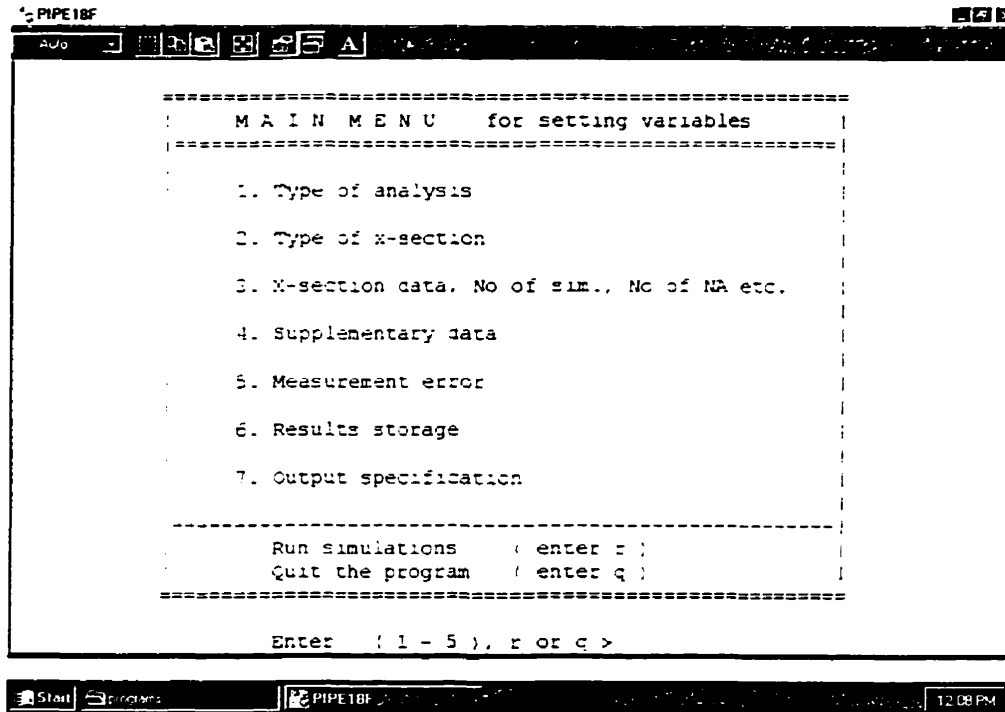 PIPE18F
Auto
A
==========================================================
M A I N M E N U for setting variables
==========================================================
1. Type of analysis
2. Type of x-section
3. X-section data, No of sim., No of NA etc.
4. Supplementary data
5. Measurement error
6. Results storage
7. Output specification
----------------------------------------------------------
Run simulations ( enter r )
Quit the program ( enter q )
==========================================================
Enter ( 1 - 5 ), r or q >
Start programs PIPE18F 12:08 PM